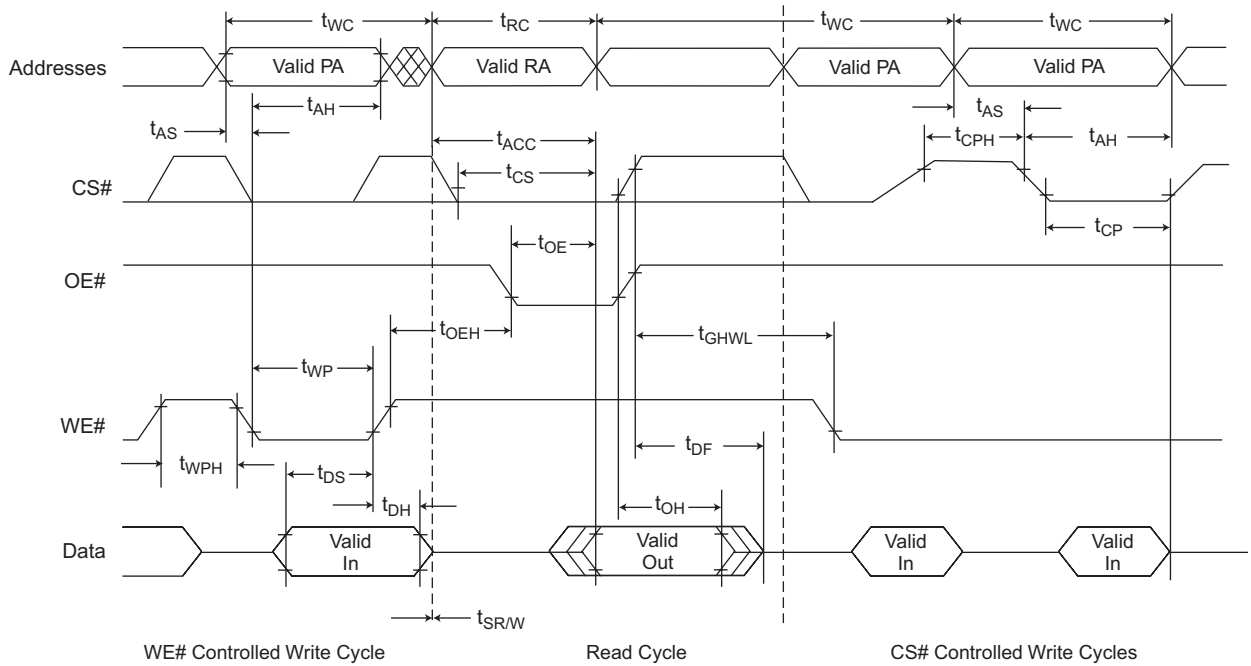 tWC tRC tWC tWC
Addresses Valid PA Valid RA Valid PA Valid PA
tAH tAS
tAS tACC tCPH tAH
CS# tCS
tCP
tOE
OE#
tOEH tGHWL
tWP
WE#
tDF
tWPH tDS
tDH tOH
Data Valid In Valid Out Valid In Valid In
tSR/W
WE# Controlled Write Cycle Read Cycle CS# Controlled Write Cycles